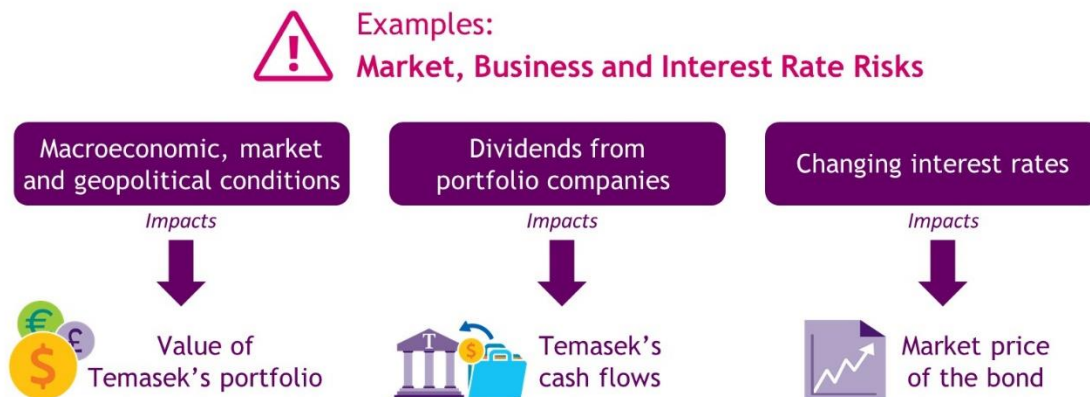 Examples:
Market, Business and Interest Rate Risks
Macroeconomic, market
and geopolitical conditions
Impacts
€
£
$
Value of
Temasek's portfolio
Dividends from
portfolio companies
Impacts
T
$
Temasek's
cash flows
Changing interest rates
Impacts
Market price
of the bond